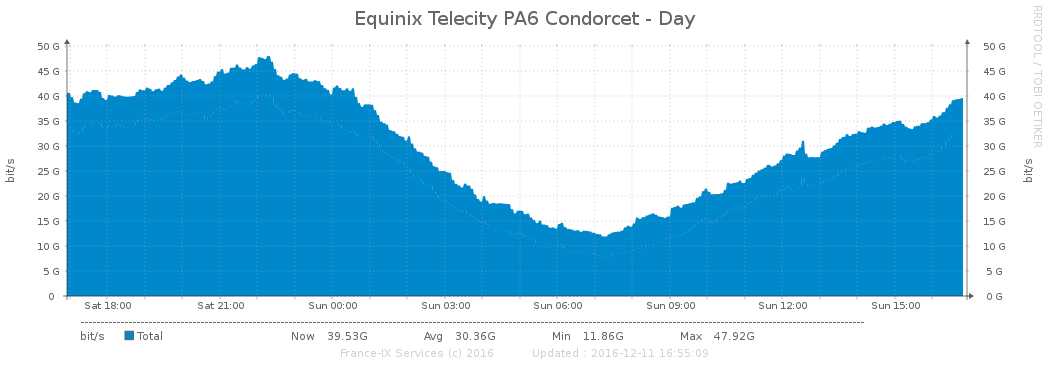 Equinix Telecity PA6 Condorcet - Day
RRDTOOL / TOBI OETIKER
50 G 50 G
45 G 45 G
40 G 40 G
35 G 35 G
30 G 30 G
25 G 25 G
20 G 20 G
15 G 15 G
10 G 10 G
5 G 5 G
0 0 G
bit/s
bit/s
Sat 18:00 Sat 21:00 Sun 00:00 Sun 03:00 Sun 06:00 Sun 09:00 Sun 12:00 Sun 15:00
bit/s Total Now 39.53G Avg 30.36G Min 11.86G Max 47.92G
France-IX Services (c) 2016 Updated : 2016-12-11 16:55:09